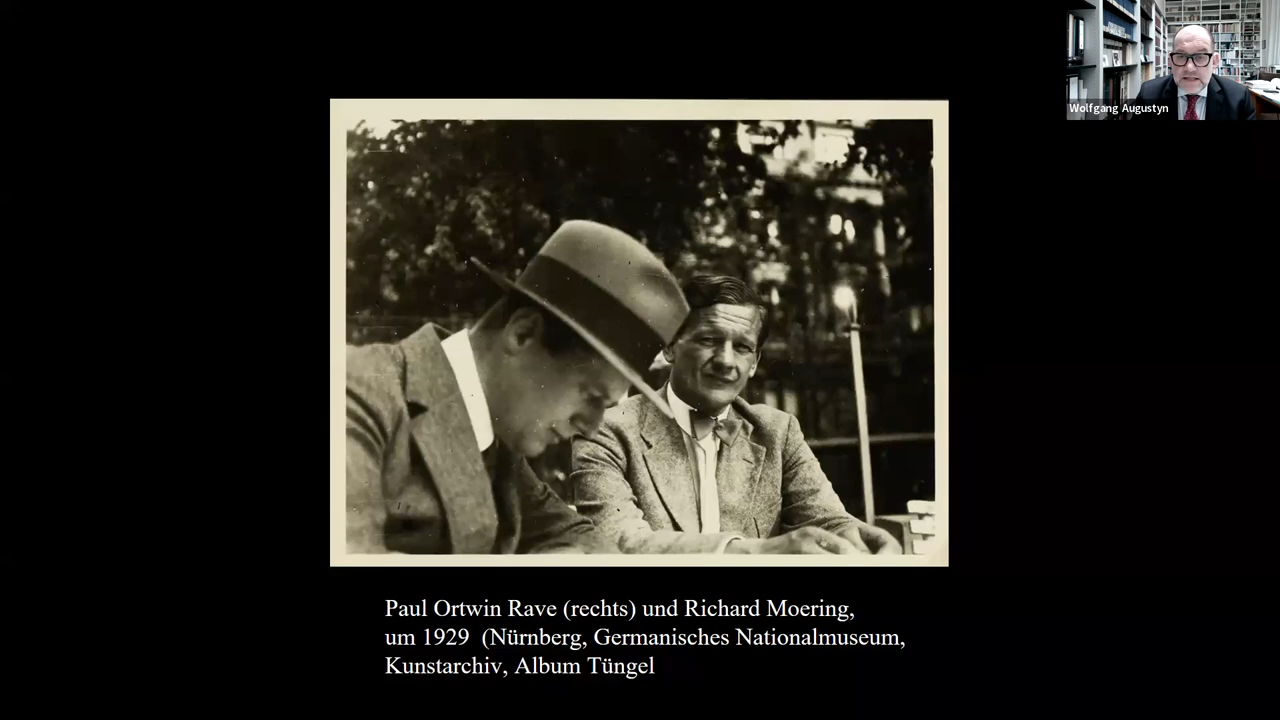 Wolfgang Augustyn
Paul Ortwin Rave (rechts) und Richard Moering,
um 1929  (Nürnberg, Germanisches Nationalmuseum,
Kunstarchiv, Album Tüngel